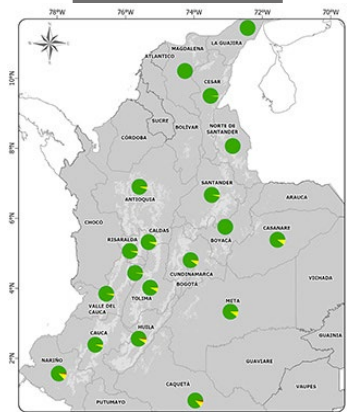 78°W 76°W 74°W 72°W 70°W
LA GUAJIRA
MAGDALENA
ATLANTICO
10°N
CESAR
SUCRE
NORTE DE
SANTANDER
BOLÍVAR
CÓRDOBA
8°N
SANTANDER
ANTIOQUIA
ARAUCA
6°N
CHOCÓ
CALDAS
CASANARE
RISARALDA
BOYACÁ
CUNDINAMARCA
VICHADA
BOGOTÁ
TOLIMA
4°N
META
VALLE DEL
CAUCA
HUILA
CAUCA
GUAINIA
2°N
NARIÑO
GUAVIARE
CAQUETÁ
VAUPES
PUTUMAYO